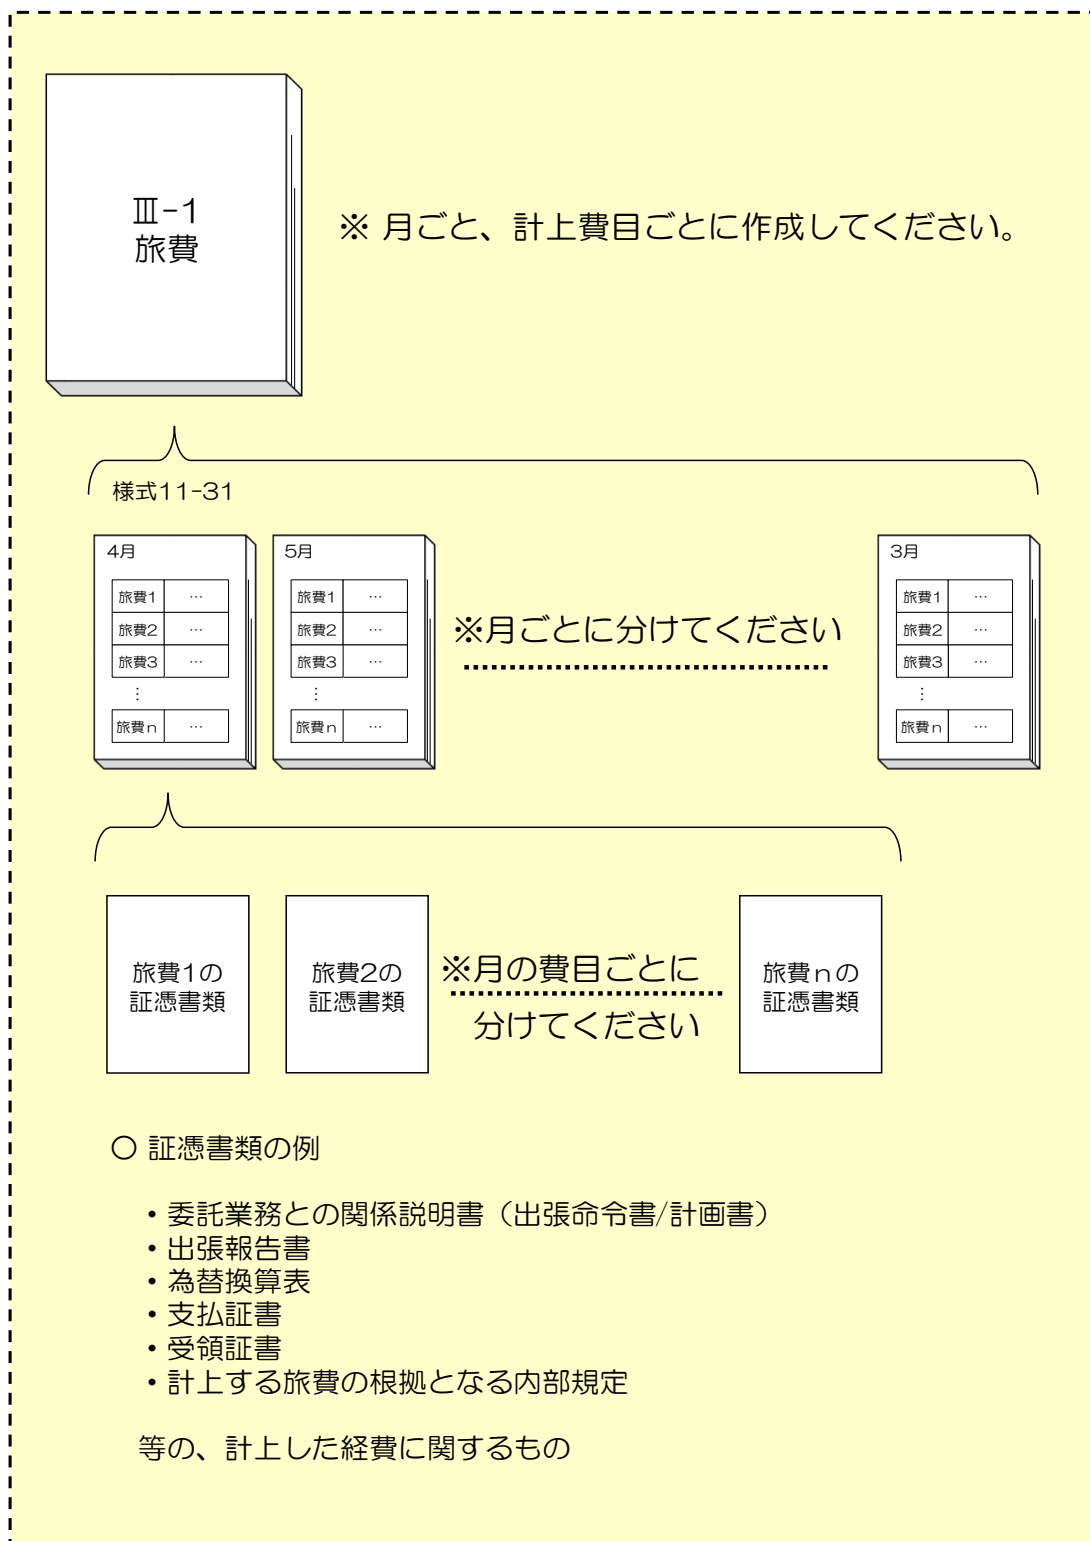 Ⅲ-1
旅費
※ 月ごと、計上費目ごとに作成してください。
様式11-31
4月
旅費1 …
旅費2 …
旅費3 …
⋮
旅費n …
5月
旅費1 …
旅費2 …
旅費3 …
⋮
旅費n …
※月ごとに分けてください
3月
旅費1 …
旅費2 …
旅費3 …
⋮
旅費n …
旅費1の
証憑書類
旅費2の
証憑書類
※月の費目ごとに
分けてください
旅費nの
証憑書類
○ 証憑書類の例
・委託業務との関係説明書（出張命令書/計画書）
・出張報告書
・為替換算表
・支払証書
・受領証書
・計上する旅費の根拠となる内部規定
等の、計上した経費に関するもの